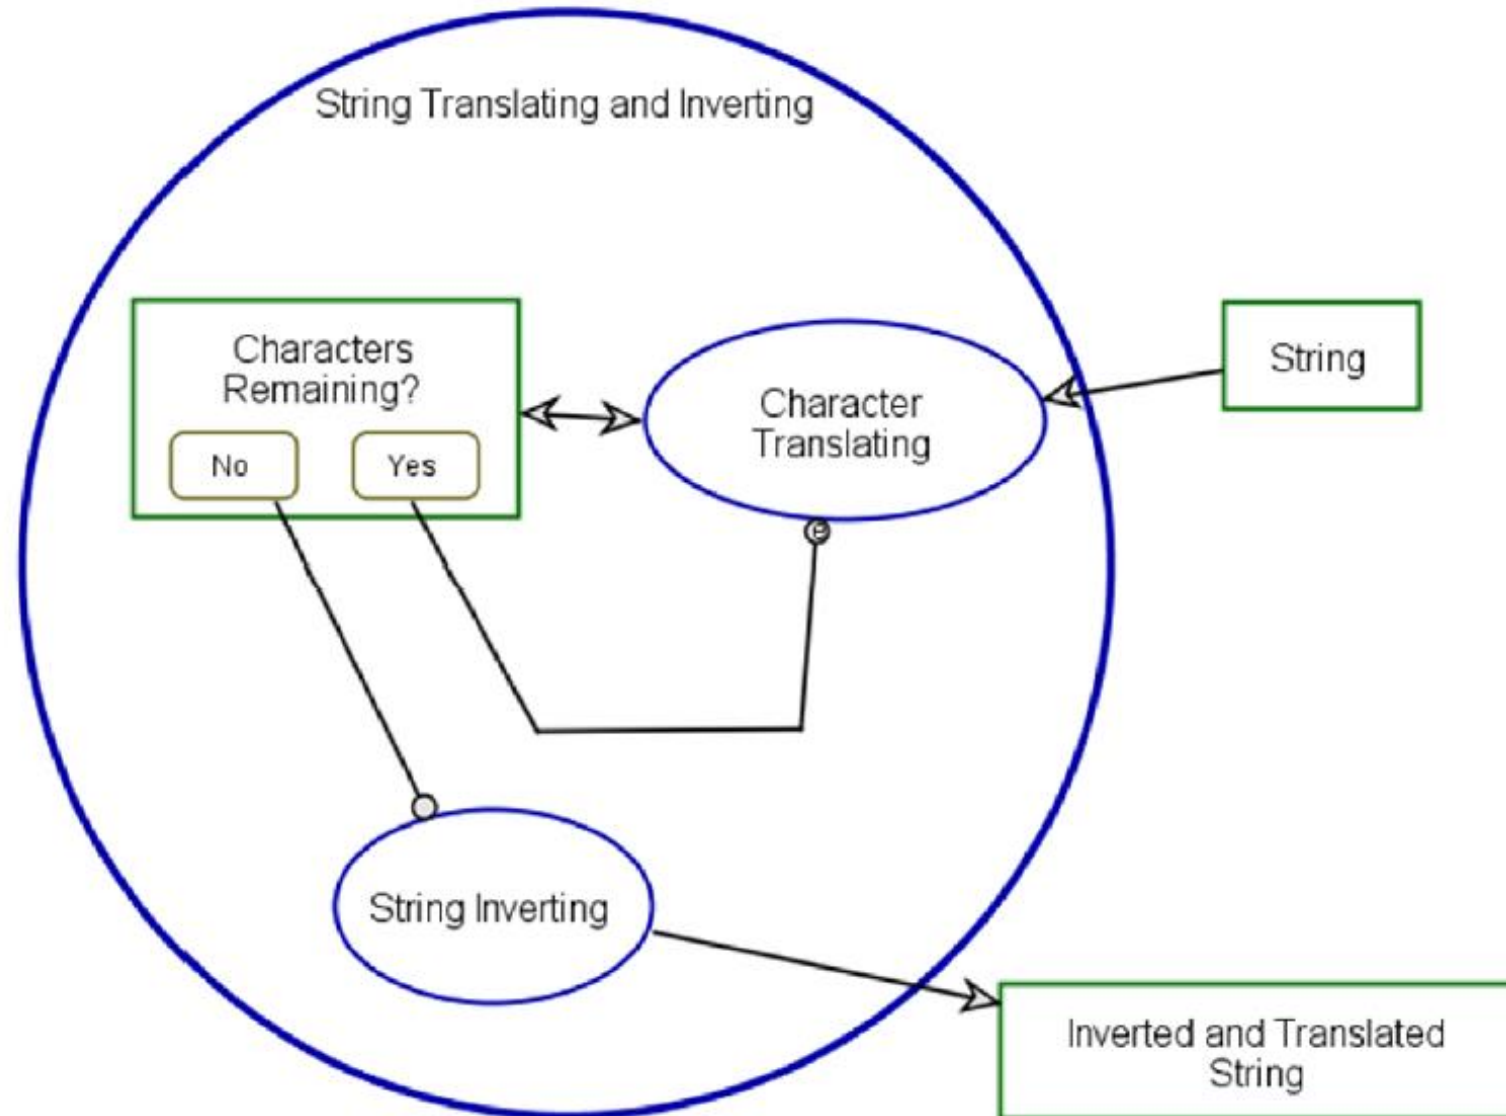 String Translating and Inverting
Characters
Remaining?
No
Yes
Character
Translating
String
e
String Inverting
Inverted and Translated
String